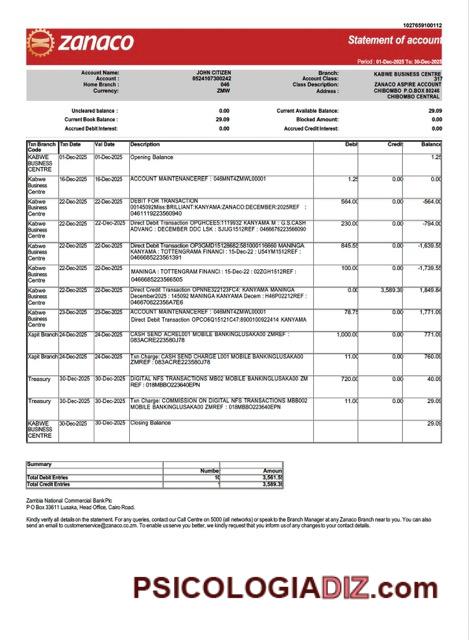 1027659100112
zanaco
Statement of account
Period : 01-Dec-2025 To: 30-Dec-2025
Account Name: JOHN CITIZEN Branch: KABWE BUSINESS CENTRE
Account : 0524107300242 Account Class: 317
Home Branch : 046 Class Description: ZANACO ASPIRE ACCOUNT
Currency: ZMW Address : CHIBOMBO P.O.BOX 80246
CHIBOMBO CENTRAL
Uncleared balance : 0.00 Current Available Balance: 29.09
Current Book Balance : 29.09 Blocked Amount: 0.00
Accrued Debit Interest: 0.00 Accrued Credit Interest: 0.00
Txn Branch Code Txn Date Val Date Description Debit Credit Balance
KABWE BUSINESS CENTRE 01-Dec-2025 01-Dec-2025 Opening Balance 1.25
Kabwe Business Centre 16-Dec-2025 16-Dec-2025 ACCOUNT MAINTENANCEREF : 046MNT4ZMWL00001 1.25 0.00 0.00
Kabwe Business Centre 22-Dec-2025 22-Dec-2025 DEBIT FOR TRANSACTION 00145092Miss:BRILLIANT:KANYAMA:ZANACO:DECEMBER:2025REF : 0461119223560940 564.00 0.00 -564.00
Kabwe Business Centre 22-Dec-2025 22-Dec-2025 Direct Debit Transaction OPGHCEE5:1119932 KANYAMA M : G.S.CASH ADVANC : DECEMBER DDC LSK : SJUG1512REF : 0466676223566090 230.00 0.00 -794.00
Kabwe Business Centre 22-Dec-2025 22-Dec-2025 Direct Debit Transaction OP3GMD15128682:581000119660 MANINGA KANYAMA : TOTTENGRAMA FINANCI : 15-Dec-22 : U54YM1512REF : 0466685223561391 845.55 0.00 -1,639.55
Kabwe Business Centre 22-Dec-2025 22-Dec-2025 MANINGA : TOTTENGRAM FINANCI : 15-Dec-22 : 02ZGH1512REF : 0466685223566505 100.00 0.00 -1,739.55
Kabwe Business Centre 22-Dec-2025 22-Dec-2025 Direct Credit Transaction OPNNE322123FC4: KANYAMA MANINGA December2025 : 145092 MANINGA KANYAMA Decem : H46P02212REF : 046670622356A7E6 0.00 3,589.39 1,849.84
Kabwe Business Centre 23-Dec-2025 23-Dec-2025 ACCOUNT MAINTENANCEREF : 046MNT4ZMWL00001 Direct Debit Transaction OPCO6Q15121C47:8900100922414 KANYAMA 78.75 0.00 1,771.09
Xapit Branch 24-Dec-2025 24-Dec-2025 CASH SEND ACREL001 MOBILE BANKINGLUSAKA00 ZMREF : 083ACRE223580J78 1,000.00 0.00 771.09
Xapit Branch 24-Dec-2025 24-Dec-2025 Txn Charge: CASH SEND CHARGE L001 MOBILE BANKINGLUSAKA00 ZMREF : 083ACRE223580J78 11.00 0.00 760.09
Treasury 30-Dec-2025 30-Dec-2025 DIGITAL NFS TRANSACTIONS MB02 MOBILE BANKINGLUSAKA00 ZM REF : 018MBBO223640EPN 720.00 0.00 40.09
Treasury 30-Dec-2025 30-Dec-2025 Txn Charge: COMMISSION ON DIGITAL NFS TRANSACTIONS MBB002 MOBILE BANKINGLUSAKA00 ZMREF : 018MBBO223640EPN 11.00 0.00 29.09
KABWE BUSINESS CENTRE 30-Dec-2025 30-Dec-2025 Closing Balance 29.09
Summary
Number Amount
Total Debit Entries 10 3,561.55
Total Credit Entries 1 3,589.39
Zambia National Commercial Bank Plc
P O Box 33611 Lusaka, Head Office, Cairo Road.
Kindly verify all details on the statement. For any queries, contact our Call Centre on 5000 (all networks) or speak to the Branch Manager at any Zanaco Branch near to you. You can also
send an email to customerservice@zanaco.co.zm. To enable us serve you better, we kindly request that you inform us of any changes to your contact details.
PSICOLOGIADIZ.com